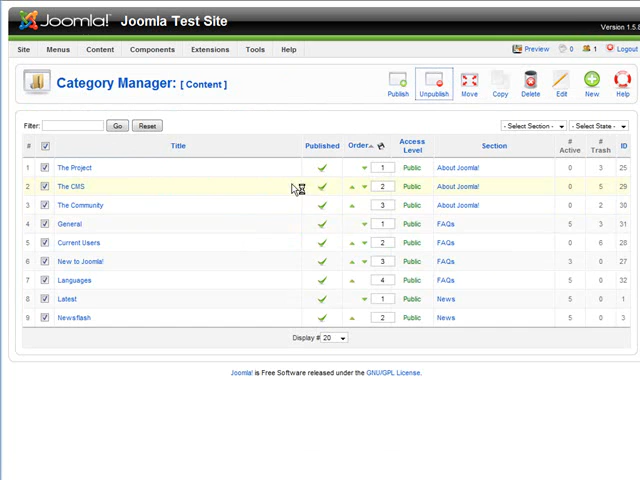 Joomla! Joomla Test Site
Version 1.5.8
Site Menus Content Components Extensions Tools Help Preview 0 1 Logout
Category Manager: [ Content ]
Publish Unpublish Move Copy Delete Edit New Help
Filter: Go Reset - Select Section - - Select State -
# Title Published Order Access Level Section # Active # Trash ID
1 The Project 1 Public About Joomla! 0 3 25
2 The CMS 2 Public About Joomla! 0 5 29
3 The Community 3 Public About Joomla! 0 2 30
4 General 1 Public FAQs 5 3 31
5 Current Users 2 Public FAQs 0 6 28
6 New to Joomla! 3 Public FAQs 3 0 27
7 Languages 4 Public FAQs 5 0 32
8 Latest 1 Public News 5 0 1
9 Newsflash 2 Public News 5 0 3
Display # 20
Joomla! is Free Software released under the GNU/GPL License.